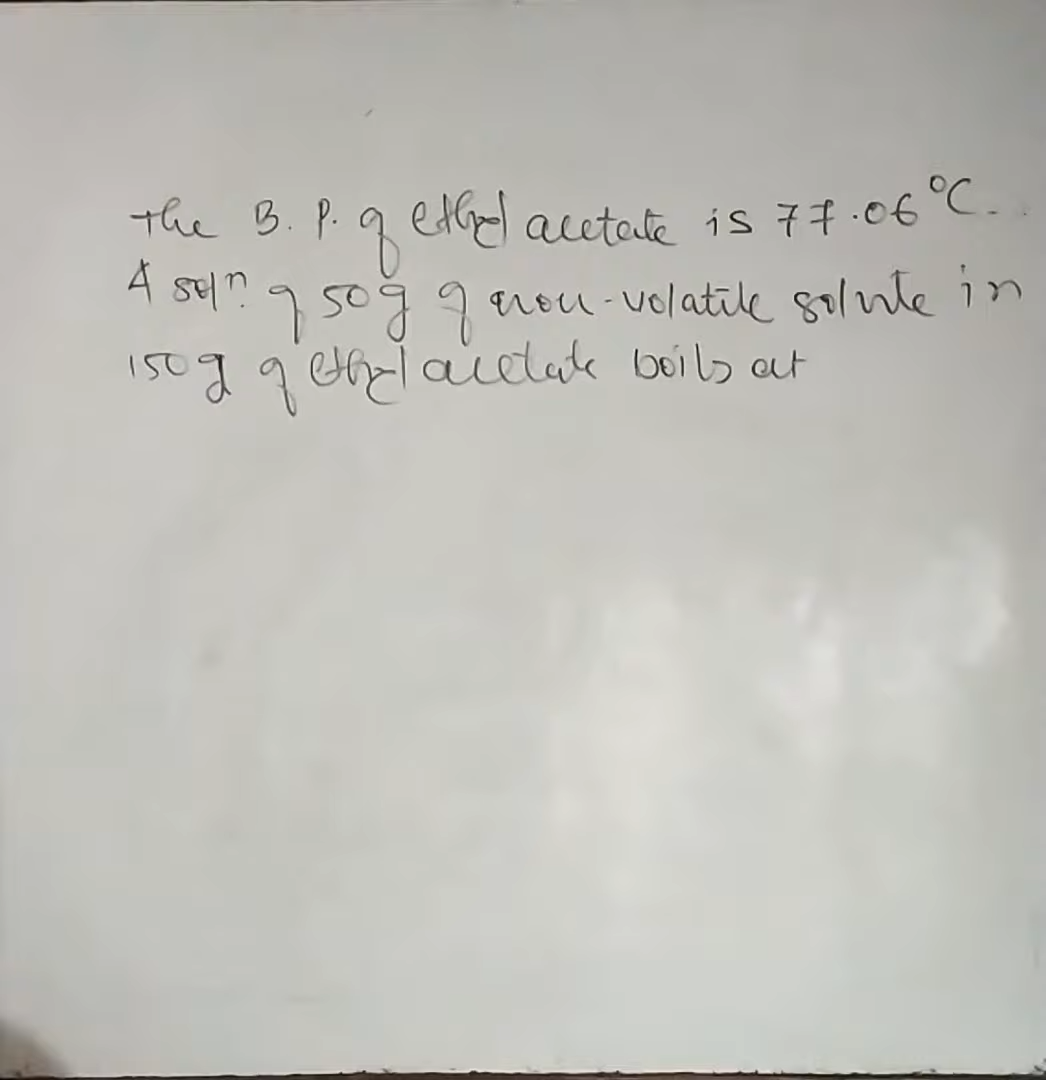 The B. P. of ethyl acetate is 77.06°C.
A solⁿ. of 50g of non-volatile solute in
150g of ethyl acetate boils at